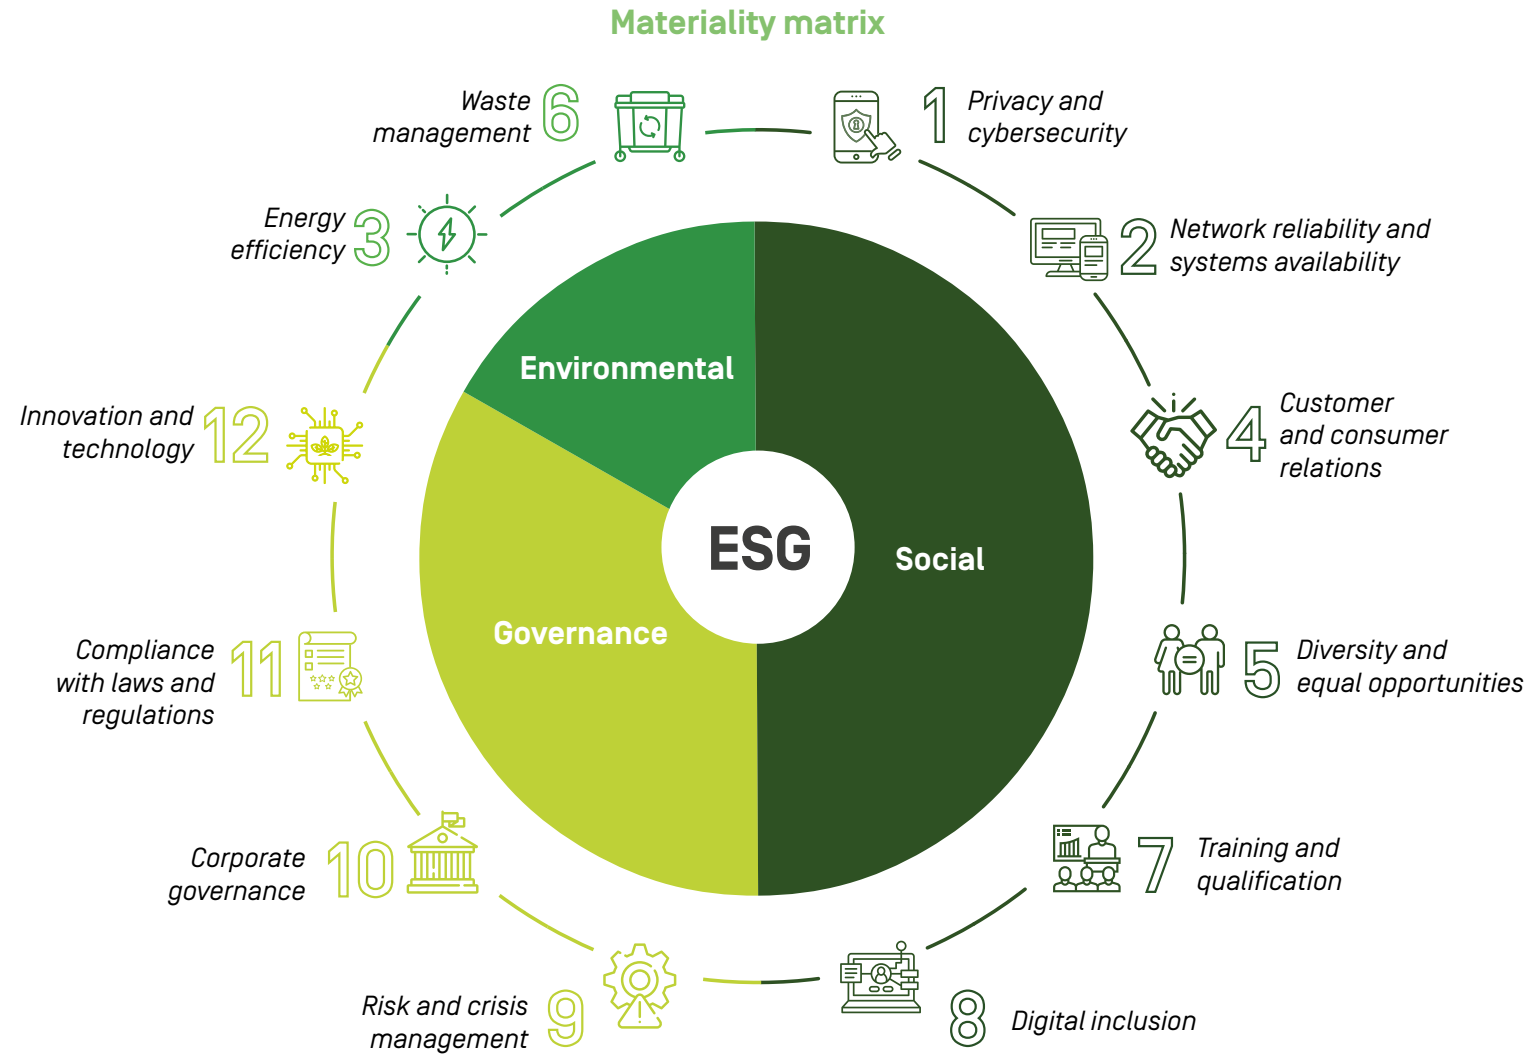 Materiality matrix
Waste
management
6
1
Privacy and
cybersecurity
Energy
efficiency
3
2
Network reliability and
systems availability
Environmental
Innovation and
technology
12
4
Customer
and consumer
relations
ESG
Social
Governance
Compliance
with laws and
regulations
11
5
Diversity and
equal opportunities
Corporate
governance
10
7
Training and
qualification
Risk and crisis
management
9
8
Digital inclusion